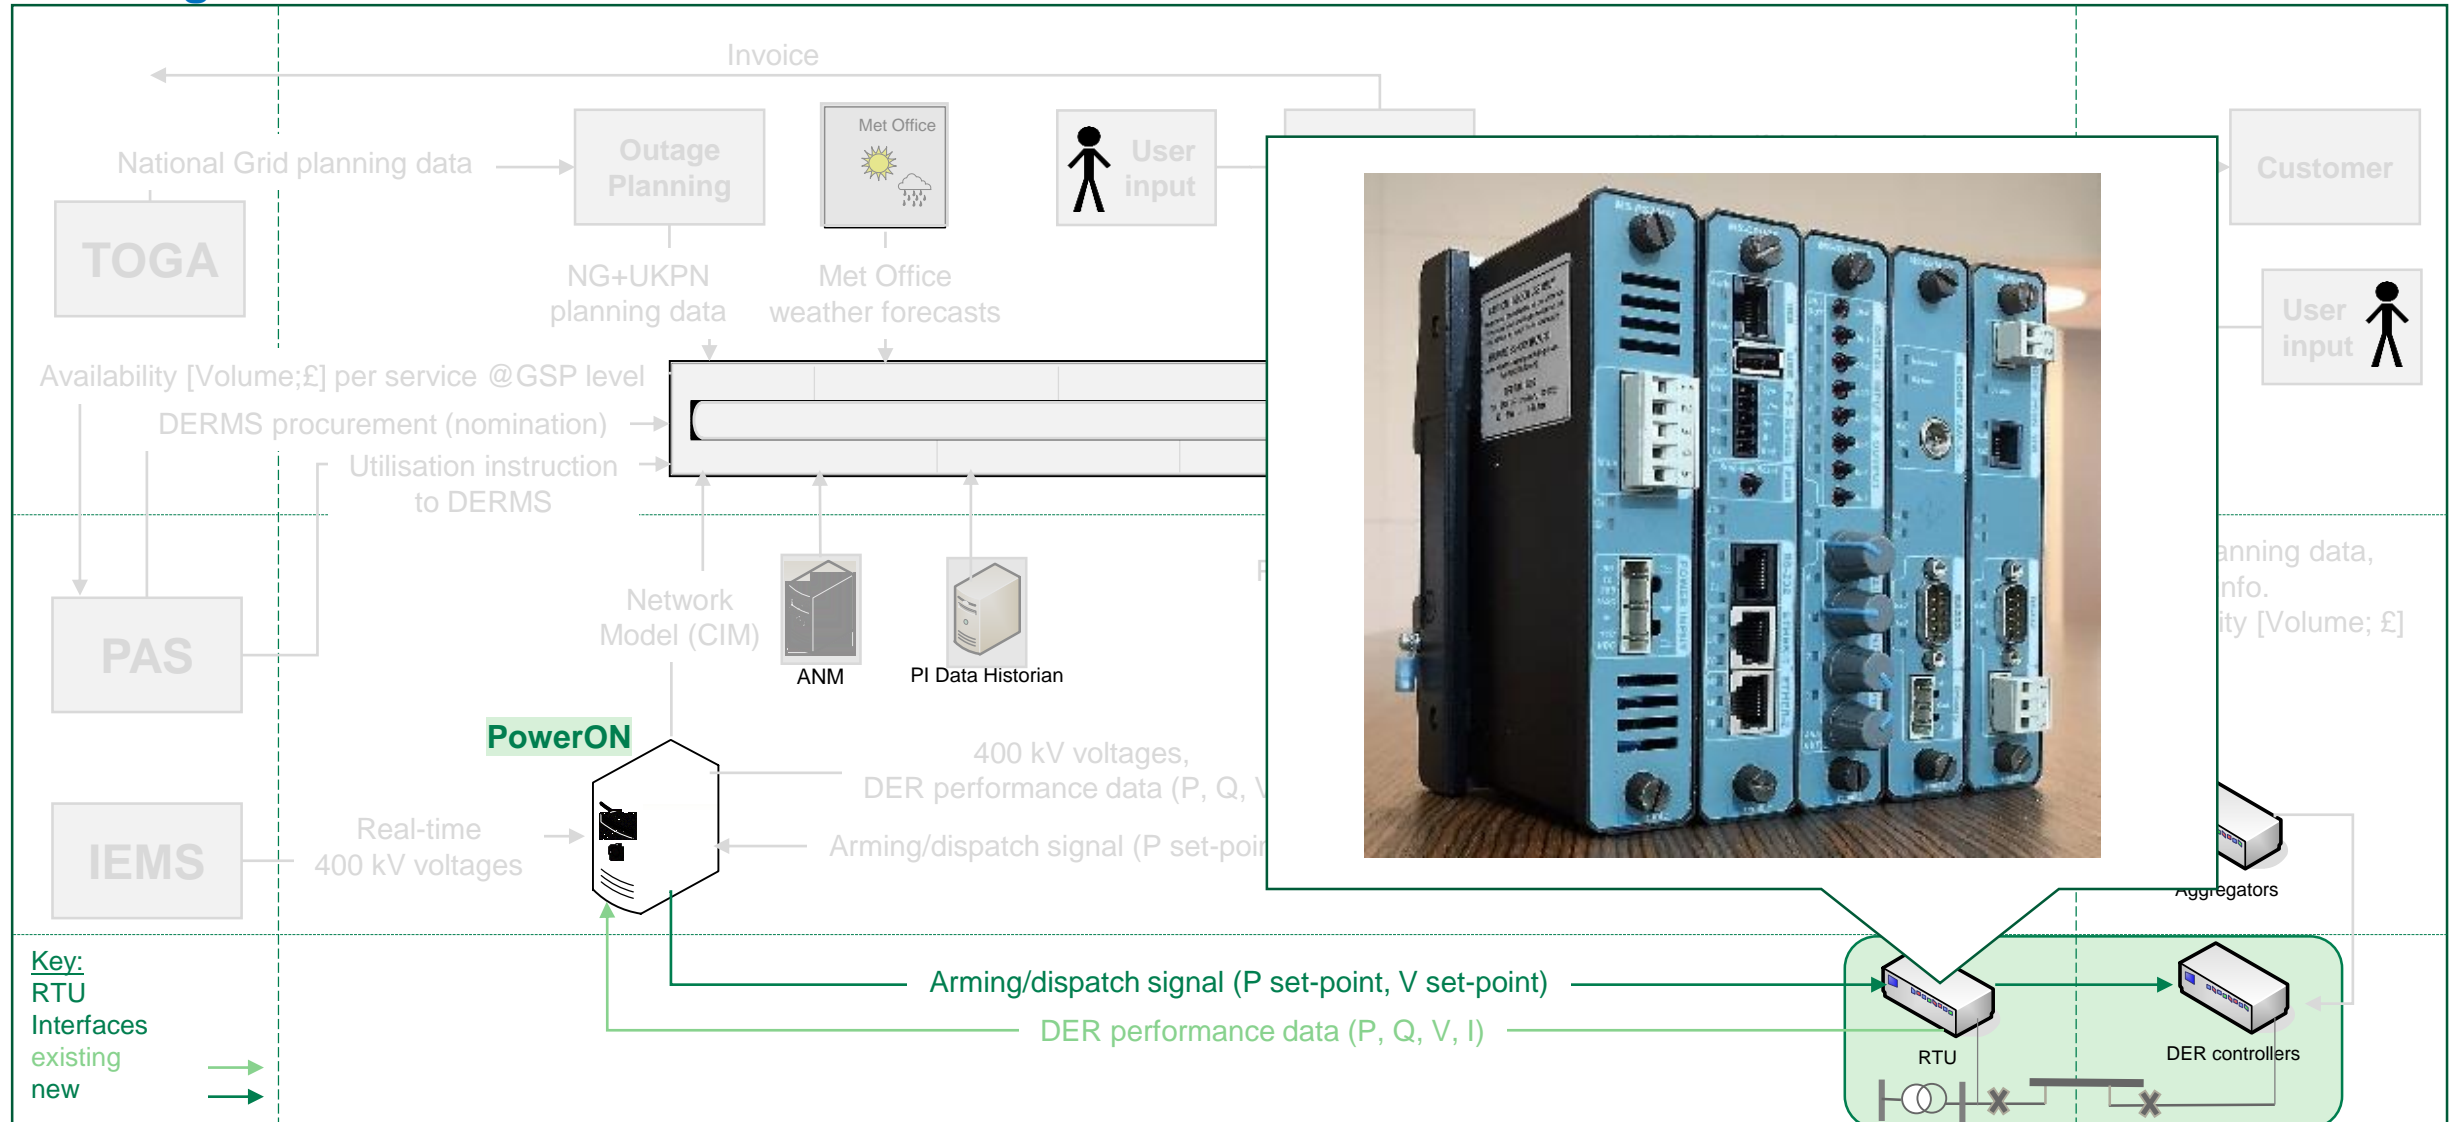 Invoice
Met Office
National Grid planning data
Outage
Planning
User
input
Customer
TOGA
NG+UKPN
planning data
Met Office
weather forecasts
User
input
Availability [Volume;£] per service @GSP level
DERMS procurement (nomination)
Utilisation instruction
to DERMS
anning data,
nfo.
ity [Volume; £]
PAS
Network
Model (CIM)
ANM
PI Data Historian
PowerON
400 kV voltages,
DER performance data (P, Q, V
IEMS
Real-time
400 kV voltages
Arming/dispatch signal (P set-poin
Aggregators
Key:
RTU
Interfaces
existing
new
Arming/dispatch signal (P set-point, V set-point)
DER performance data (P, Q, V, I)
RTU
DER controllers
POWER INPUT